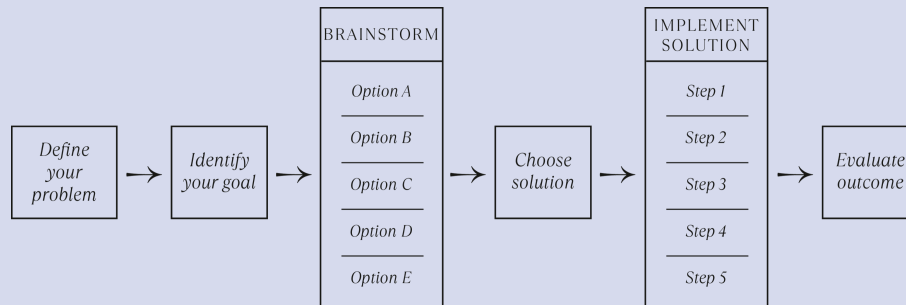 Define
your
problem
Identify
your goal
BRAINSTORM
Option A
Option B
Option C
Option D
Option E
Choose
solution
IMPLEMENT
SOLUTION
Step 1
Step 2
Step 3
Step 4
Step 5
Evaluate
outcome